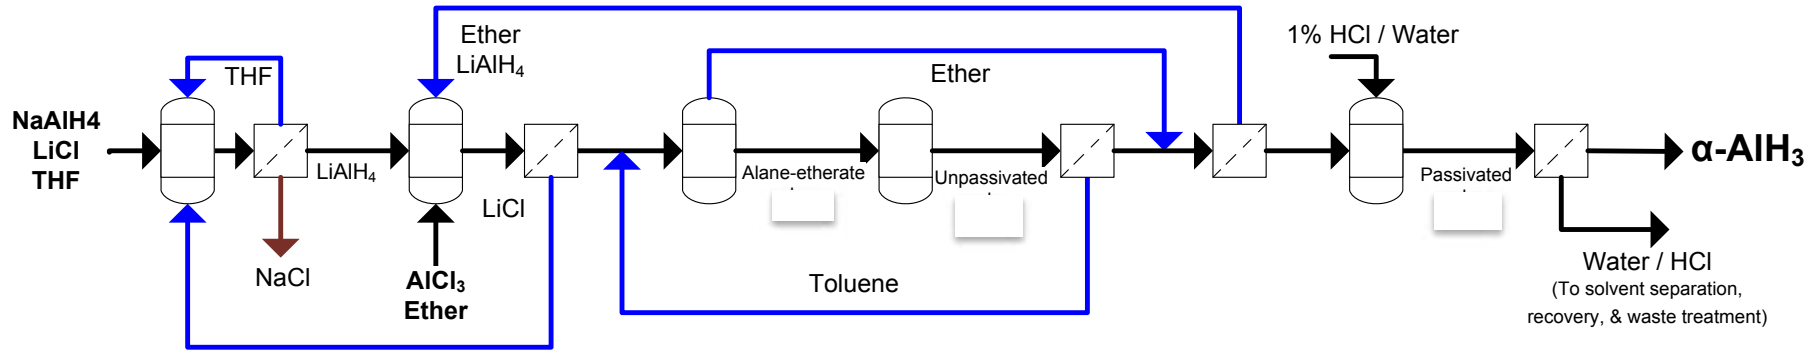 NaAlH4
LiCl
THF
THF
LiAlH₄
NaCl
Ether
LiAlH₄
AlCl₃
Ether
LiCl
Alane-etherate
Unpassivated
Ether
Toluene
1% HCl / Water
Passivated
α-AlH₃
Water / HCl
(To solvent separation,
recovery, & waste treatment)